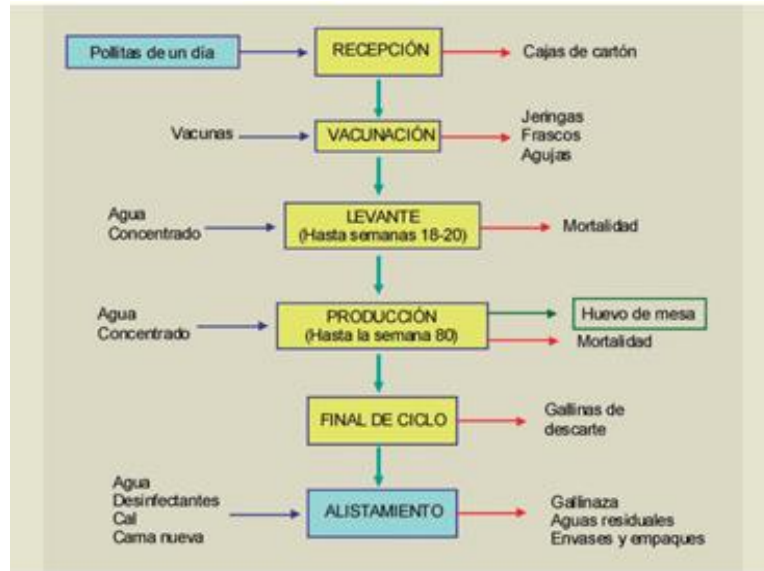 Pollitas de un día
RECEPCIÓN
Cajas de cartón
Vacunas
VACUNACIÓN
Jeringas
Frascos
Agujas
Agua
Concentrado
LEVANTE
(Hasta semanas 18-20)
Mortalidad
Agua
Concentrado
PRODUCCIÓN
(Hasta la semana 80)
Huevo de mesa
Mortalidad
FINAL DE CICLO
Gallinas de
descarte
Agua
Desinfectantes
Cal
Cama nueva
ALISTAMIENTO
Gallinaza
Aguas residuales
Envases y empaques